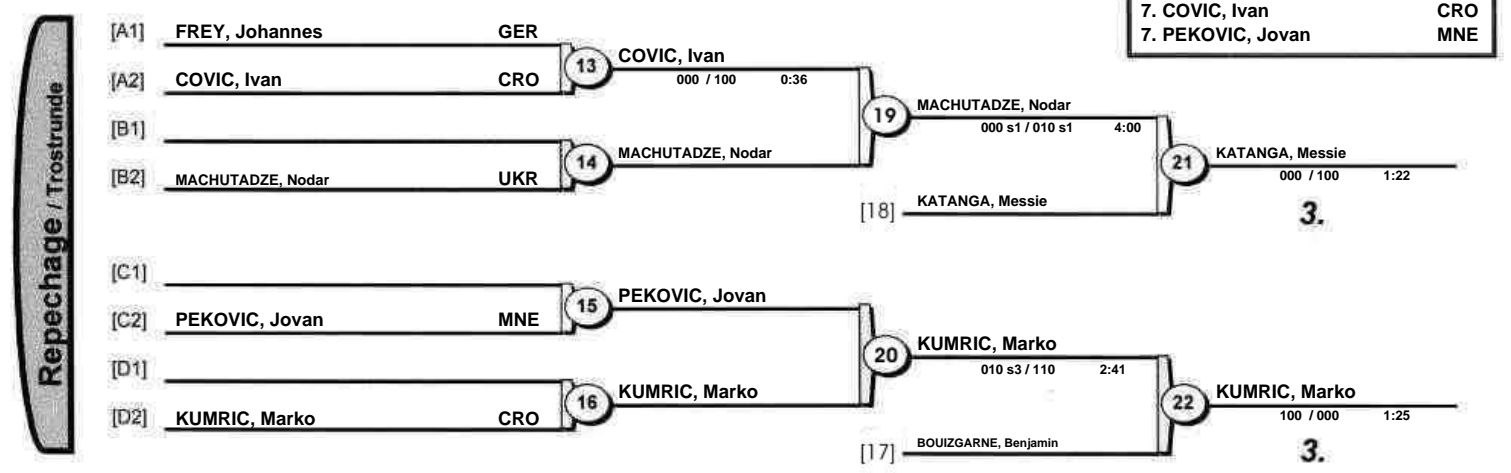 7. COVIC, Ivan CRO
7. PEKOVIC, Jovan MNE
Repechage / Trostrunde
[A1] FREY, Johannes GER
[A2] COVIC, Ivan CRO
13 COVIC, Ivan
000 / 100 0:36
[B1]
[B2] MACHUTADZE, Nodar UKR
14 MACHUTADZE, Nodar
19 MACHUTADZE, Nodar
000 s1 / 010 s1 4:00
[18] KATANGA, Messie
21 KATANGA, Messie
000 / 100 1:22
3.
[C1]
[C2] PEKOVIC, Jovan MNE
15 PEKOVIC, Jovan
[D1]
[D2] KUMRIC, Marko CRO
16 KUMRIC, Marko
20 KUMRIC, Marko
010 s3 / 110 2:41
[17] BOUIZGARNE, Benjamin
22 KUMRIC, Marko
100 / 000 1:25
3.